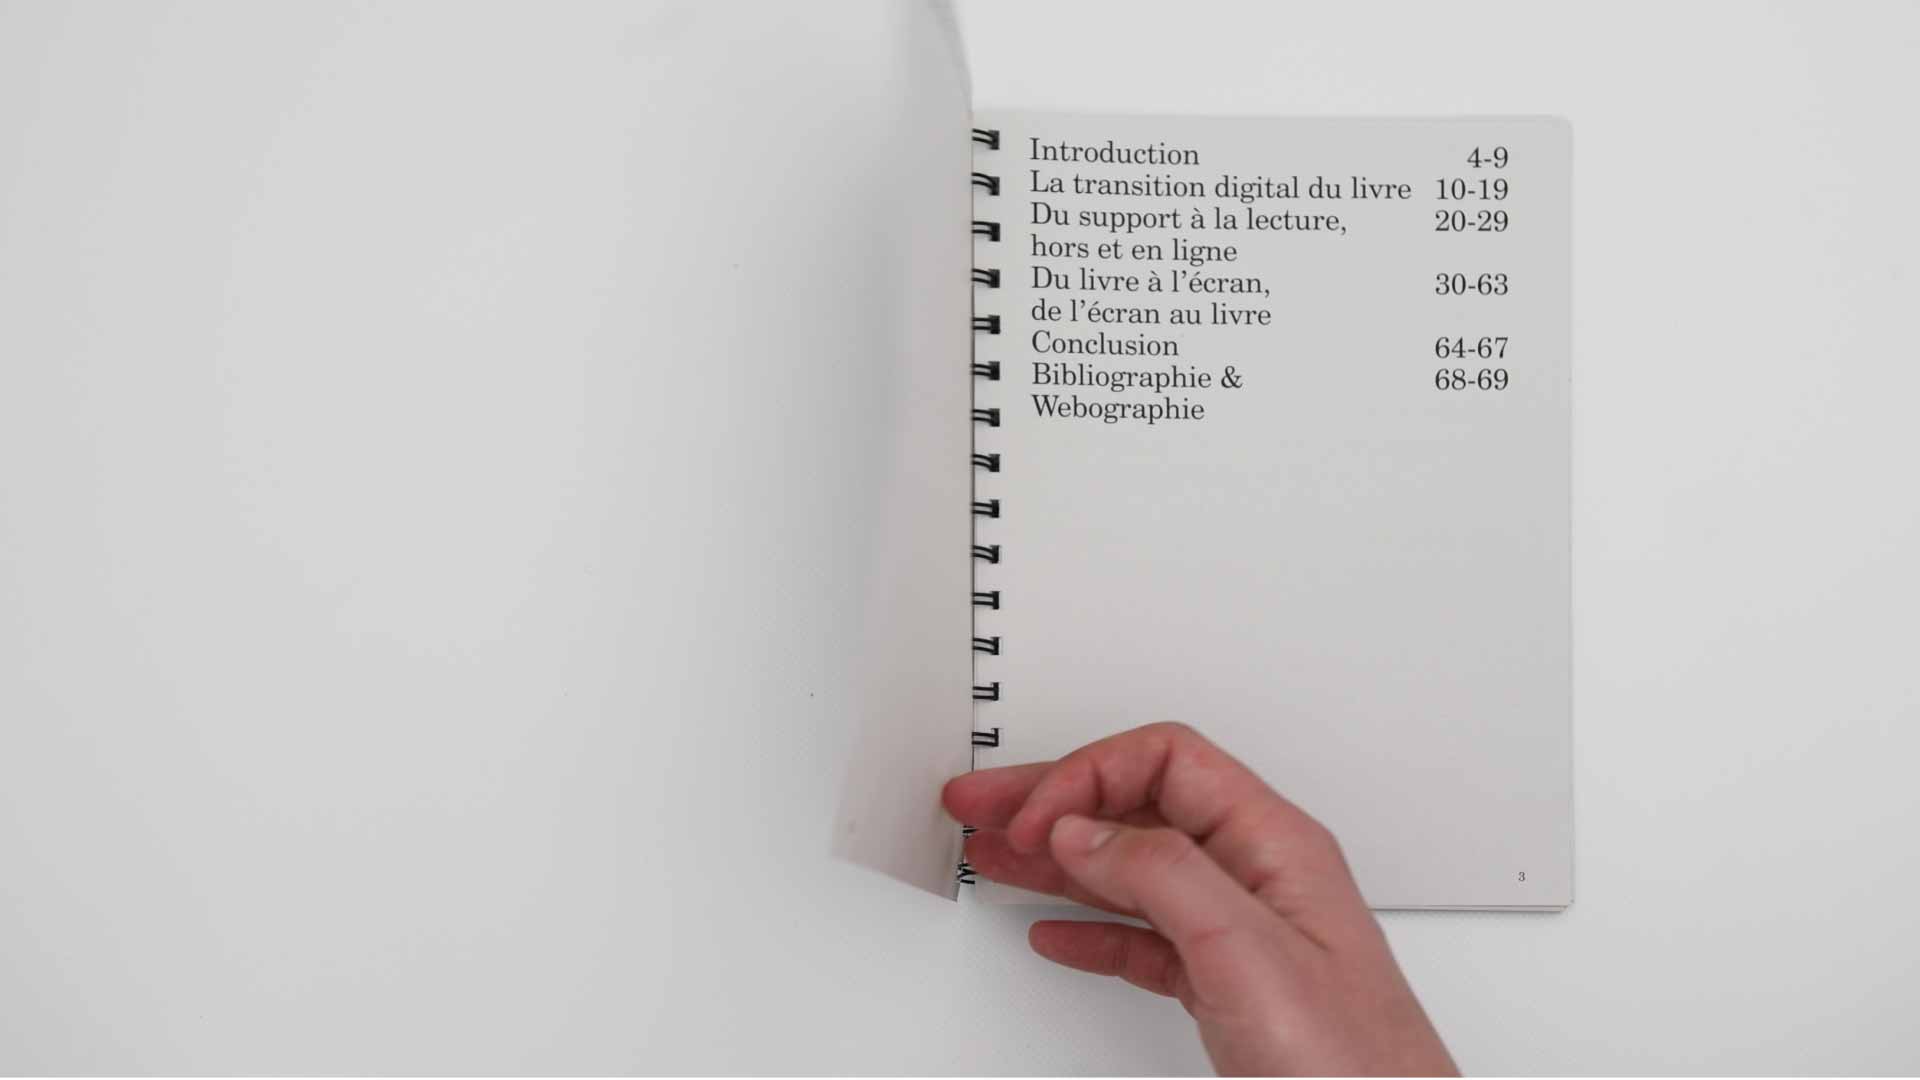 Introduction 4-9
La transition digital du livre 10-19
Du support à la lecture, 20-29
hors et en ligne
Du livre à l’écran, 30-63
de l’écran au livre
Conclusion 64-67
Bibliographie & 68-69
Webographie
3